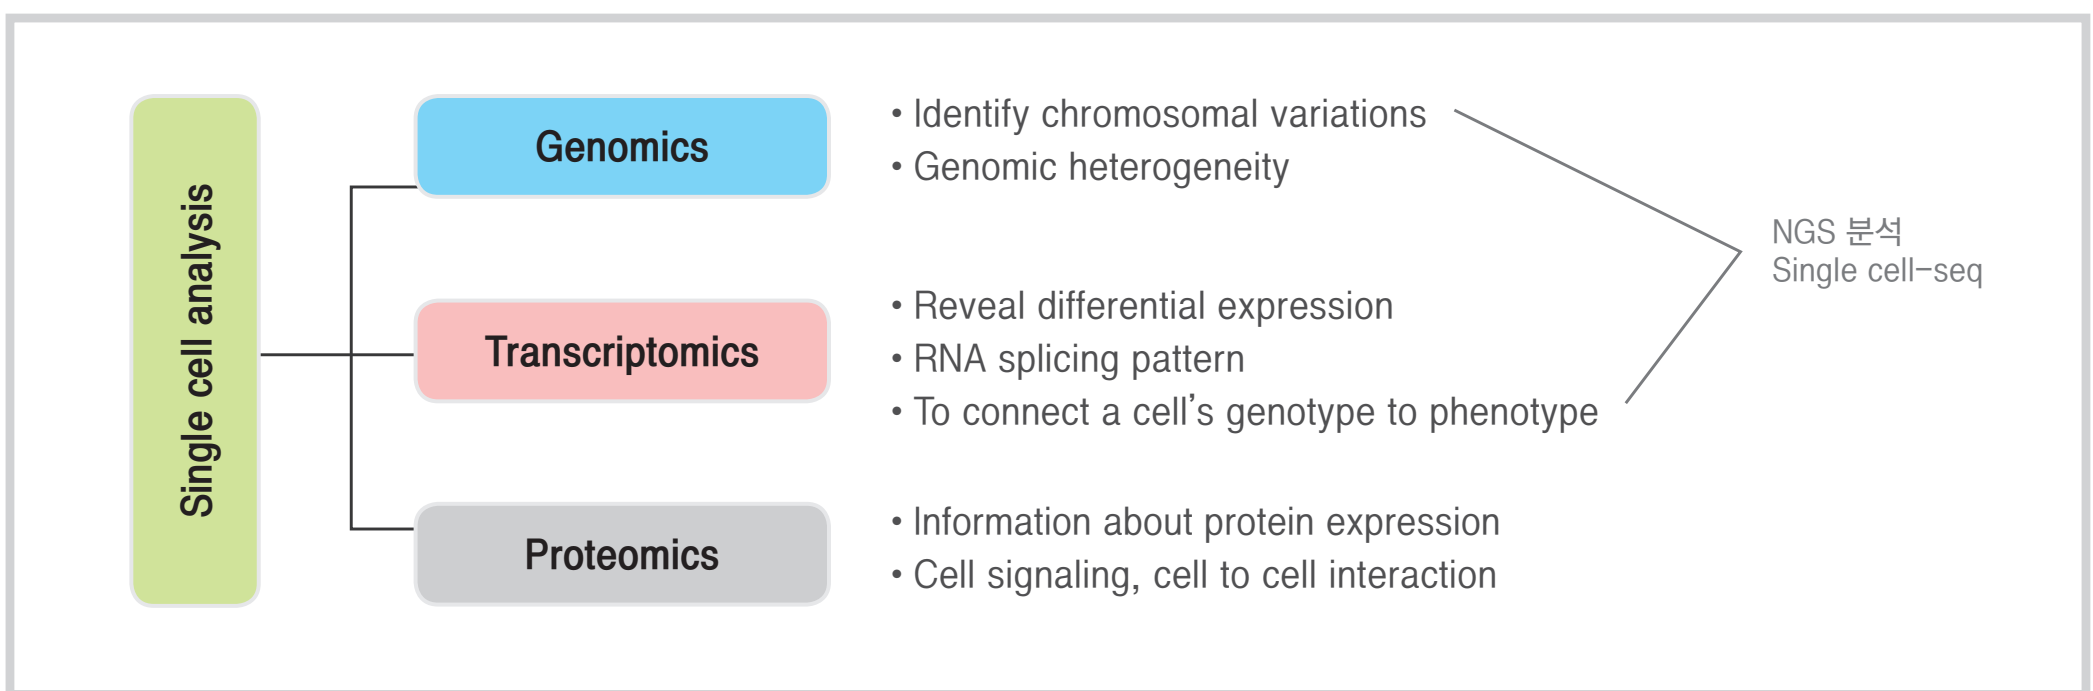 Single cell analysis
Genomics
• Identify chromosomal variations
• Genomic heterogeneity
NGS 분석
Single cell-seq
Transcriptomics
• Reveal differential expression
• RNA splicing pattern
• To connect a cell's genotype to phenotype
Proteomics
• Information about protein expression
• Cell signaling, cell to cell interaction